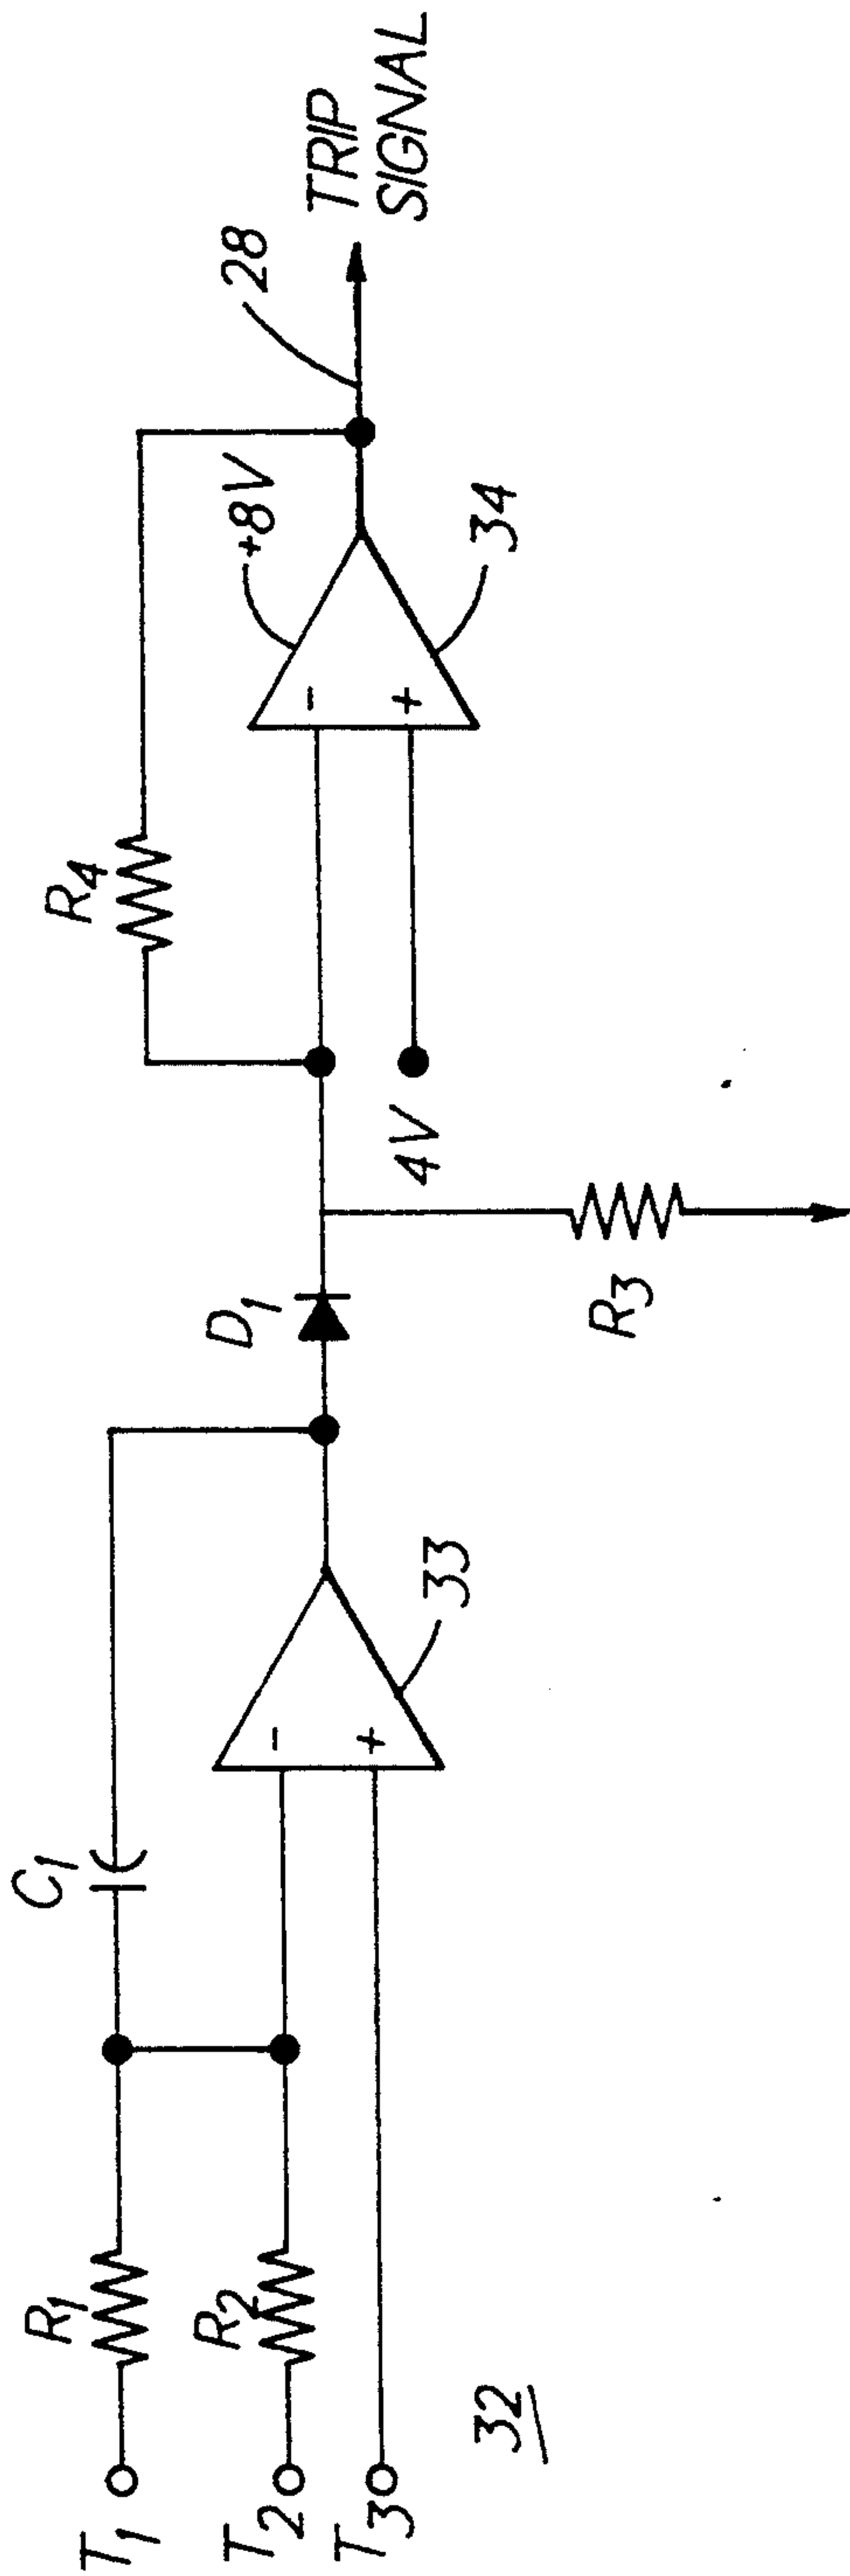 C₁
R₄
R₁
D₁
+8V
28
TRIP
SIGNAL
T₁
R₂
-
-
T₂
+
+
4V
T₃
33
34
32
R₃